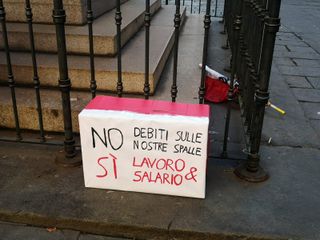 NO DEBITI SULLE
NOSTRE SPALLE
SÌ LAVORO &
SALARIO